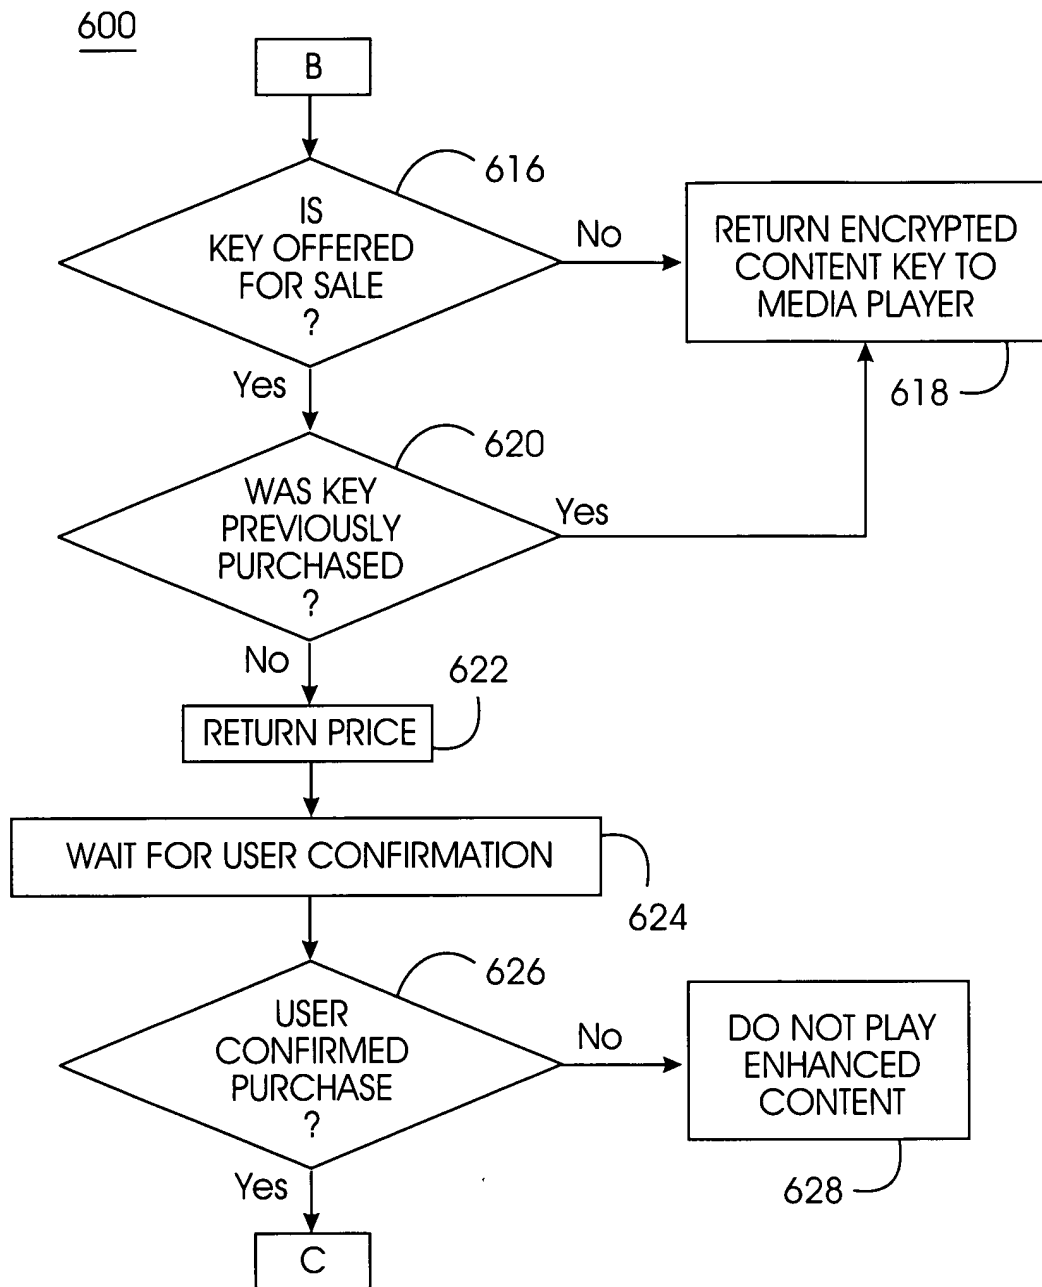 600
B
616
IS
KEY OFFERED
FOR SALE
?
No
RETURN ENCRYPTED
CONTENT KEY TO
MEDIA PLAYER
618
Yes
620
WAS KEY
PREVIOUSLY
PURCHASED
?
Yes
No
622
RETURN PRICE
WAIT FOR USER CONFIRMATION
624
626
USER
CONFIRMED
PURCHASE
?
No
DO NOT PLAY
ENHANCED
CONTENT
628
Yes
C